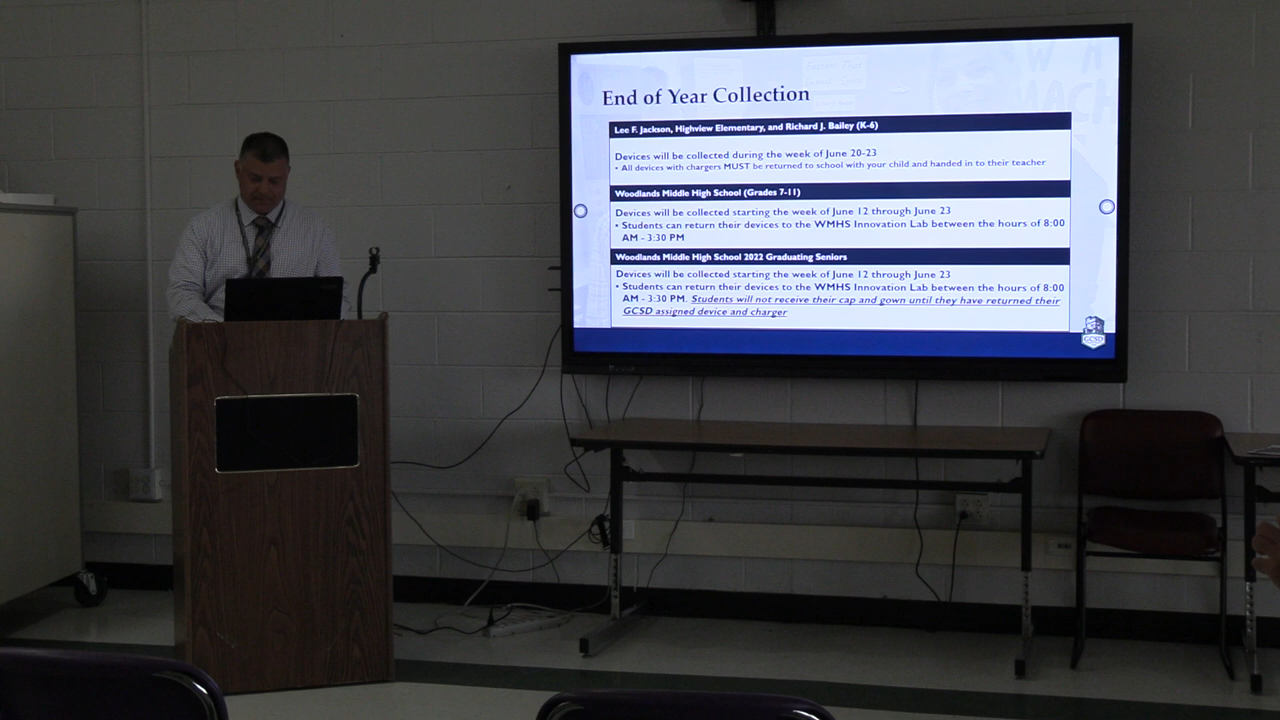 End of Year Collection
Lee F. Jackson, Highview Elementary, and Richard J. Bailey (K-6)
Devices will be collected during the week of June 20-23
• All devices with chargers MUST be returned to school with your child and handed in to their teacher
Woodlands Middle High School (Grades 7-11)
Devices will be collected starting the week of June 12 through June 23
• Students can return their devices to the WMHS Innovation Lab between the hours of 8:00
AM - 3:30 PM
Woodlands Middle High School 2022 Graduating Seniors
Devices will be collected starting the week of June 12 through June 23
• Students can return their devices to the WMHS Innovation Lab between the hours of 8:00
AM - 3:30 PM. Students will not receive their cap and gown until they have returned their
GCSD assigned device and charger
GCSD